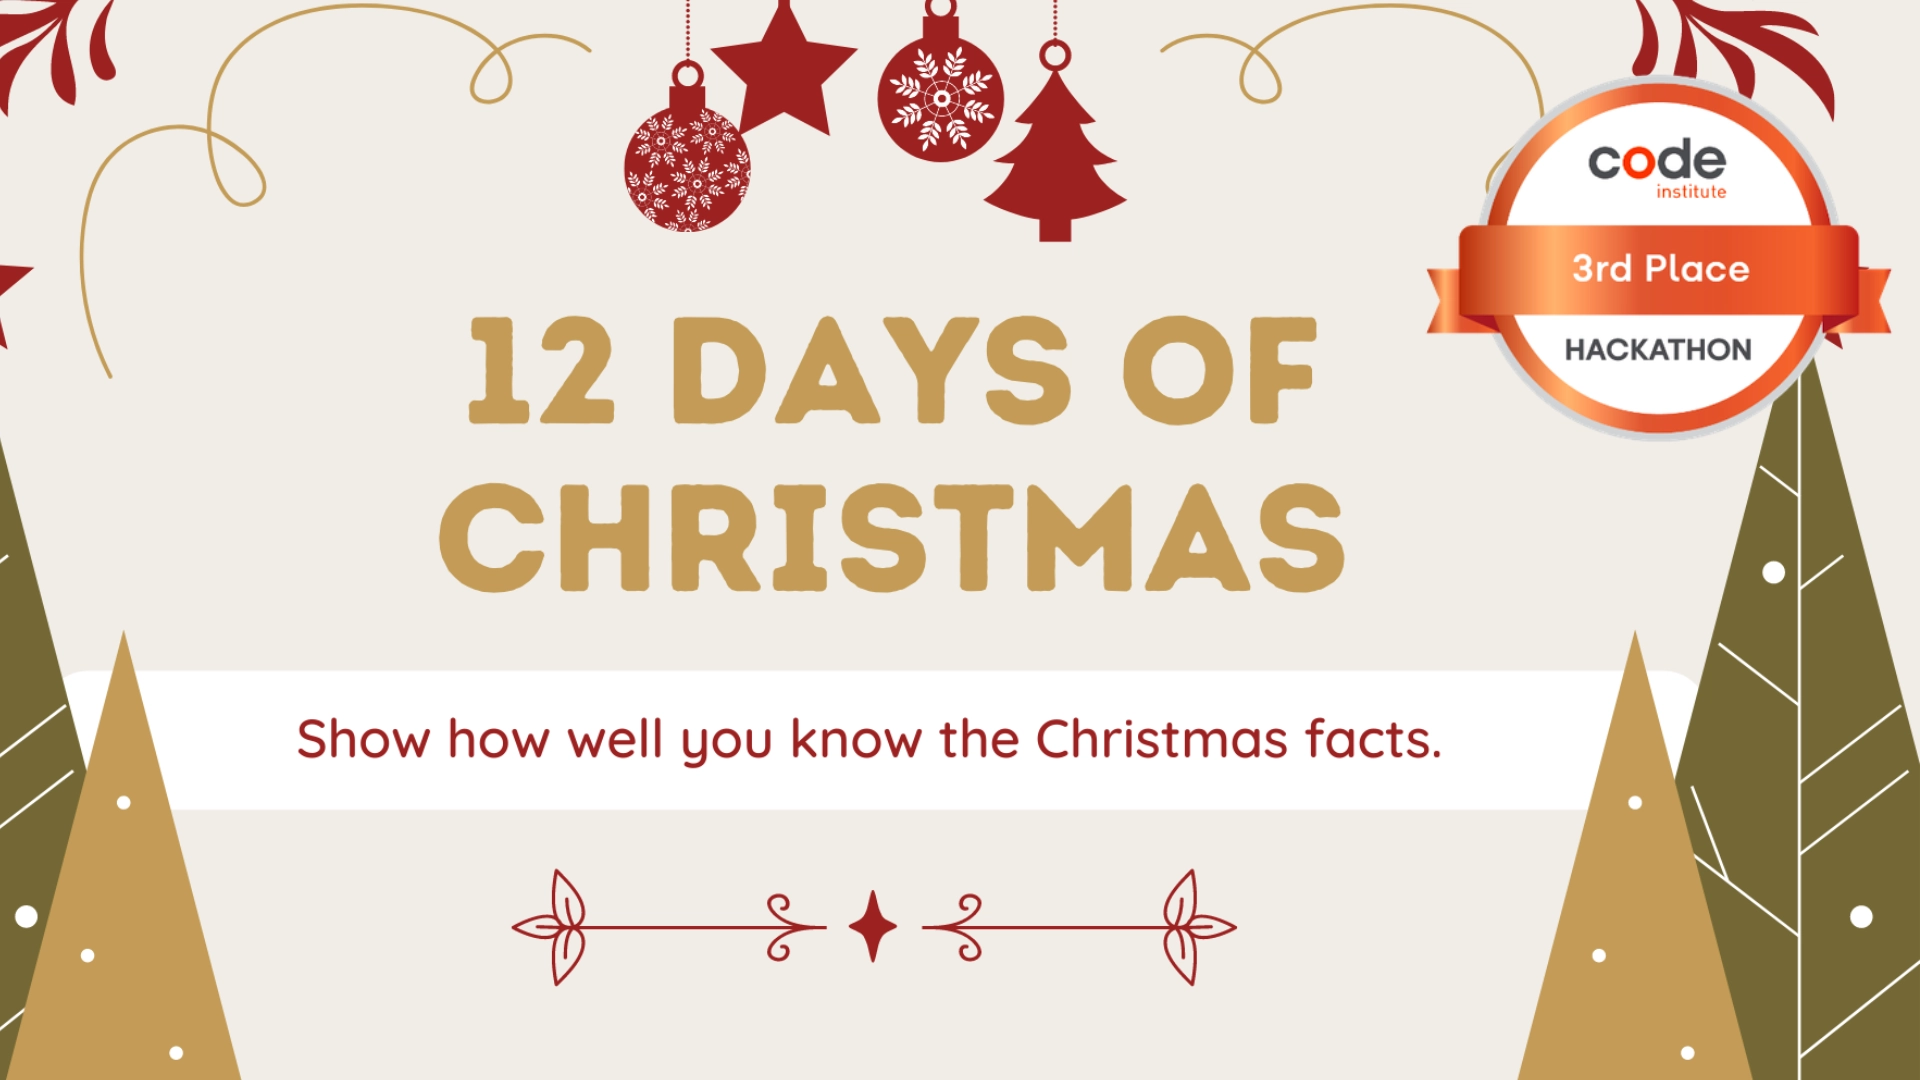 code
institute
3rd Place
HACKATHON
12 DAYS OF
CHRISTMAS
Show how well you know the Christmas facts.